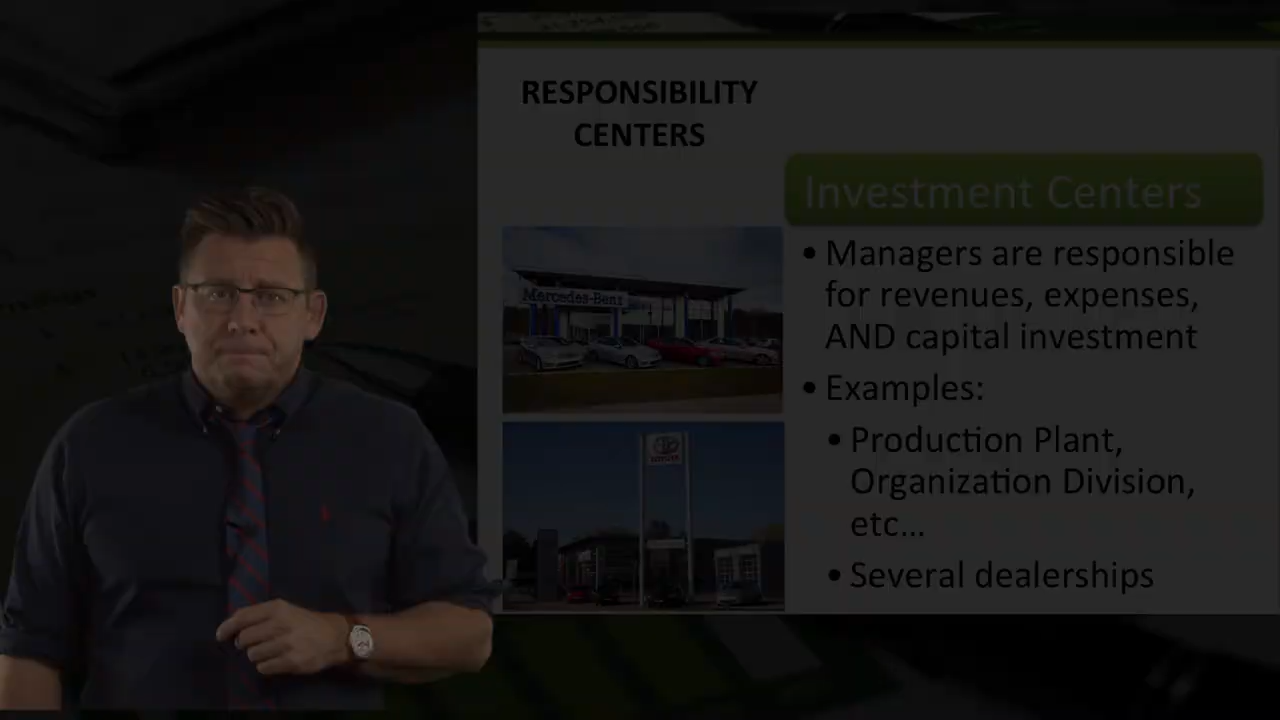 RESPONSIBILITY
CENTERS
Investment Centers
• Managers are responsible
for revenues, expenses,
AND capital investment
• Examples:
• Production Plant,
Organization Division,
etc...
• Several dealerships
Mercedes-Benz
TOYOTA